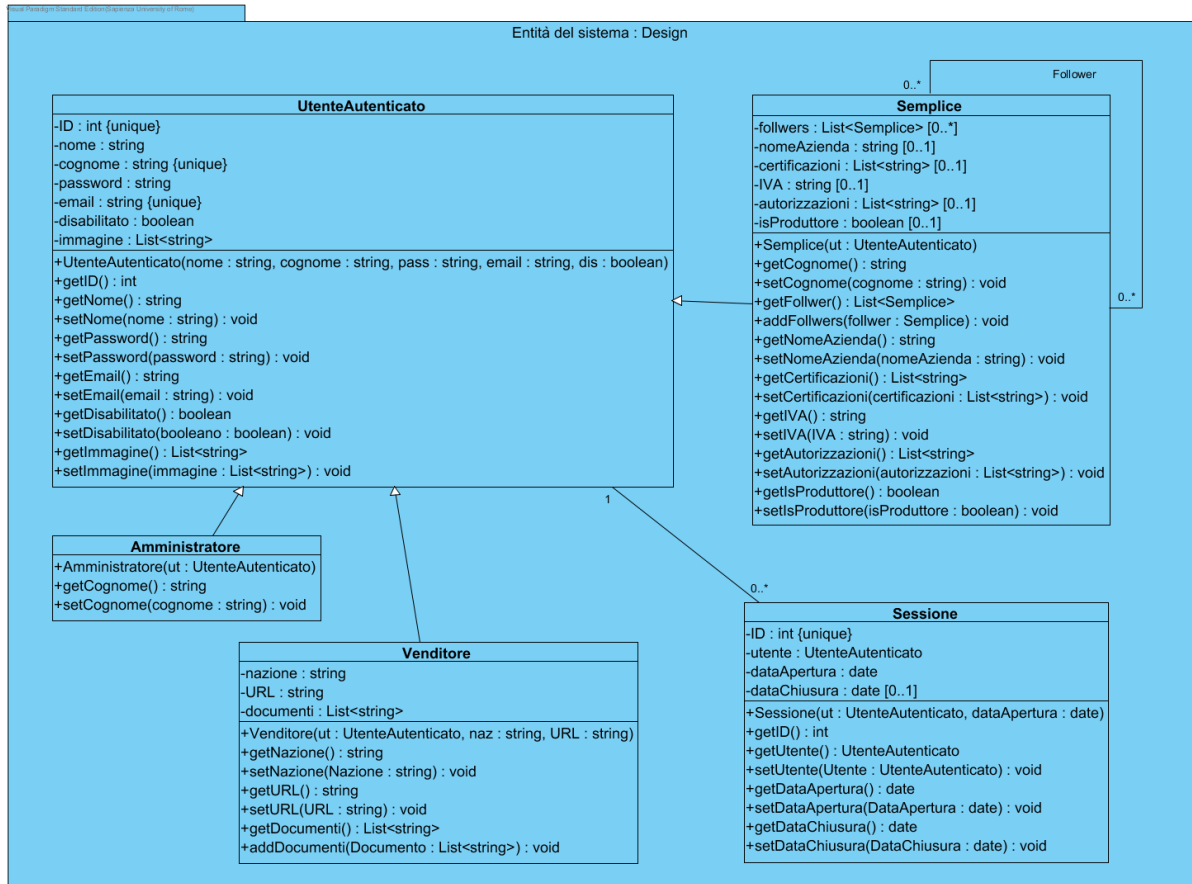 Visual Paradigm Standard Edition(Sapienza University of Rome)
Entità del sistema : Design
Follower
0..*
0..*
UtenteAutenticato
-ID : int {unique}
-nome : string
-cognome : string {unique}
-password : string
-email : string {unique}
-disabilitato : boolean
-immagine : List<string>
+UtenteAutenticato(nome : string, cognome : string, pass : string, email : string, dis : boolean)
+getID() : int
+getNome() : string
+setNome(nome : string) : void
+getPassword() : string
+setPassword(password : string) : void
+getEmail() : string
+setEmail(email : string) : void
+getDisabilitato() : boolean
+setDisabilitato(booleano : boolean) : void
+getImmagine() : List<string>
+setImmagine(immagine : List<string>) : void
Semplice
-follwers : List<Semplice> [0..*]
-nomeAzienda : string [0..1]
-certificazioni : List<string> [0..1]
-IVA : string [0..1]
-autorizzazioni : List<string> [0..1]
-isProduttore : boolean [0..1]
+Semplice(ut : UtenteAutenticato)
+getCognome() : string
+setCognome(cognome : string) : void
+getFollwer() : List<Semplice>
+addFollwers(follwer : Semplice) : void
+getNomeAzienda() : string
+setNomeAzienda(nomeAzienda : string) : void
+getCertificazioni() : List<string>
+setCertificazioni(certificazioni : List<string>) : void
+getIVA() : string
+setIVA(IVA : string) : void
+getAutorizzazioni() : List<string>
+setAutorizzazioni(autorizzazioni : List<string>) : void
+getIsProduttore() : boolean
+setIsProduttore(isProduttore : boolean) : void
1
0..*
Amministratore
+Amministratore(ut : UtenteAutenticato)
+getCognome() : string
+setCognome(cognome : string) : void
Venditore
-nazione : string
-URL : string
-documenti : List<string>
+Venditore(ut : UtenteAutenticato, naz : string, URL : string)
+getNazione() : string
+setNazione(Nazione : string) : void
+getURL() : string
+setURL(URL : string) : void
+getDocumenti() : List<string>
+addDocumenti(Documento : List<string>) : void
Sessione
-ID : int {unique}
-utente : UtenteAutenticato
-dataApertura : date
-dataChiusura : date [0..1]
+Sessione(ut : UtenteAutenticato, dataApertura : date)
+getID() : int
+getUtente() : UtenteAutenticato
+setUtente(Utente : UtenteAutenticato) : void
+getDataApertura() : date
+setDataApertura(DataApertura : date) : void
+getDataChiusura() : date
+setDataChiusura(DataChiusura : date) : void